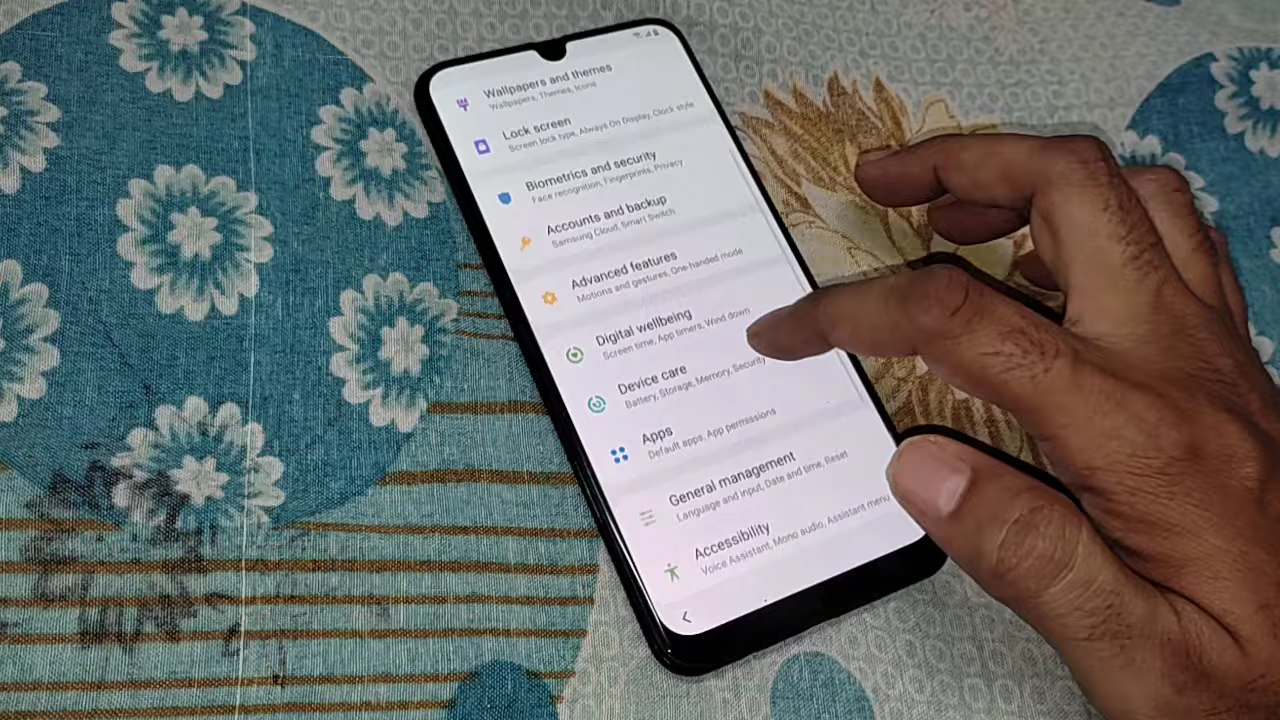 Wallpapers and themes
Wallpapers, Themes, Icons
Lock screen
Screen lock type, Always On Display, Clock style
Biometrics and security
Face recognition, Fingerprints, Privacy
Accounts and backup
Samsung Cloud, Smart Switch
Advanced features
Motions and gestures, One-handed mode
Digital wellbeing
Screen time, App timers, Wind down
Device care
Battery, Storage, Memory, Security
Apps
Default apps, App permissions
General management
Language and input, Date and time, Reset
Accessibility
Voice Assistant, Mono audio, Assistant menu